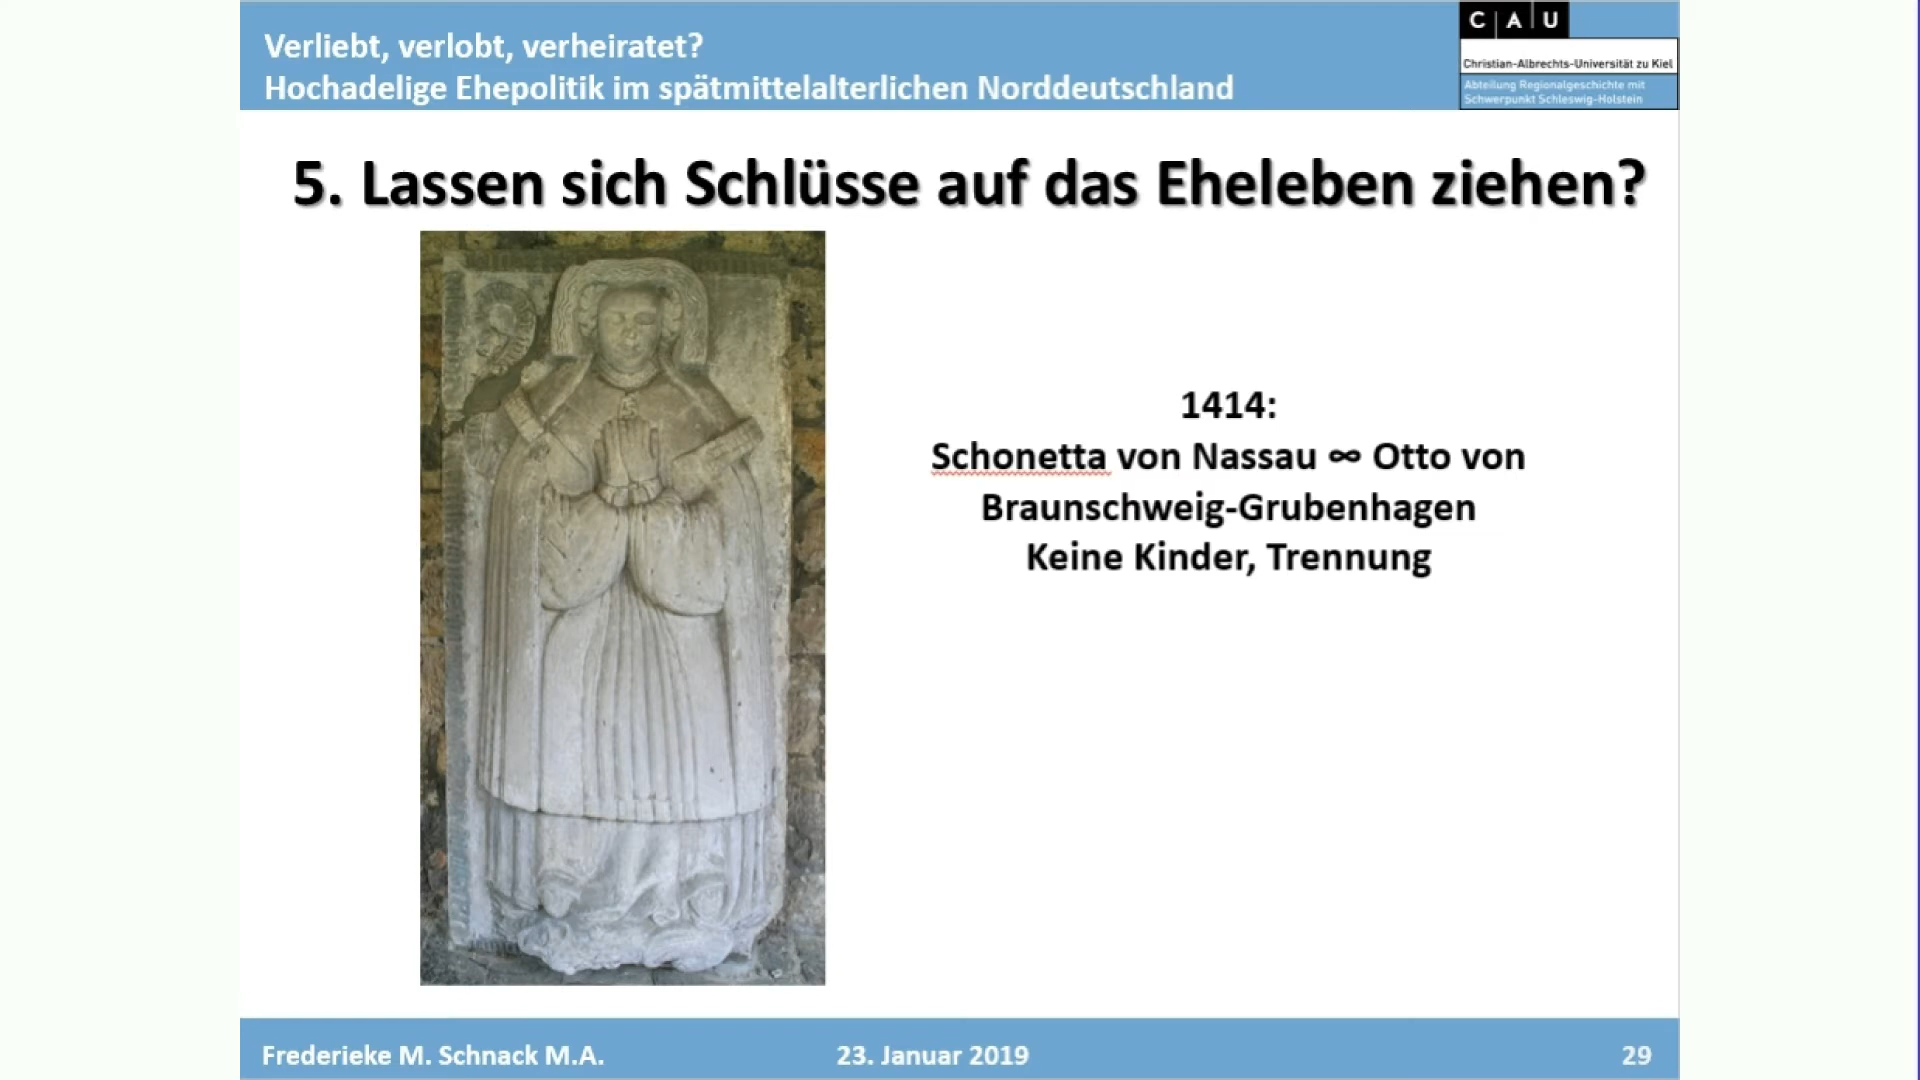 Verliebt, verlobt, verheiratet?
Hochadelige Ehepolitik im spätmittelalterlichen Norddeutschland
CAU
Christian-Albrechts-Universität zu Kiel
Abteilung Regionalgeschichte mit
Schwerpunkt Schleswig-Holstein
5. Lassen sich Schlüsse auf das Eheleben ziehen?
1414:
Schonetta von Nassau ∞ Otto von
Braunschweig-Grubenhagen
Keine Kinder, Trennung
Frederieke M. Schnack M.A.
23. Januar 2019
29